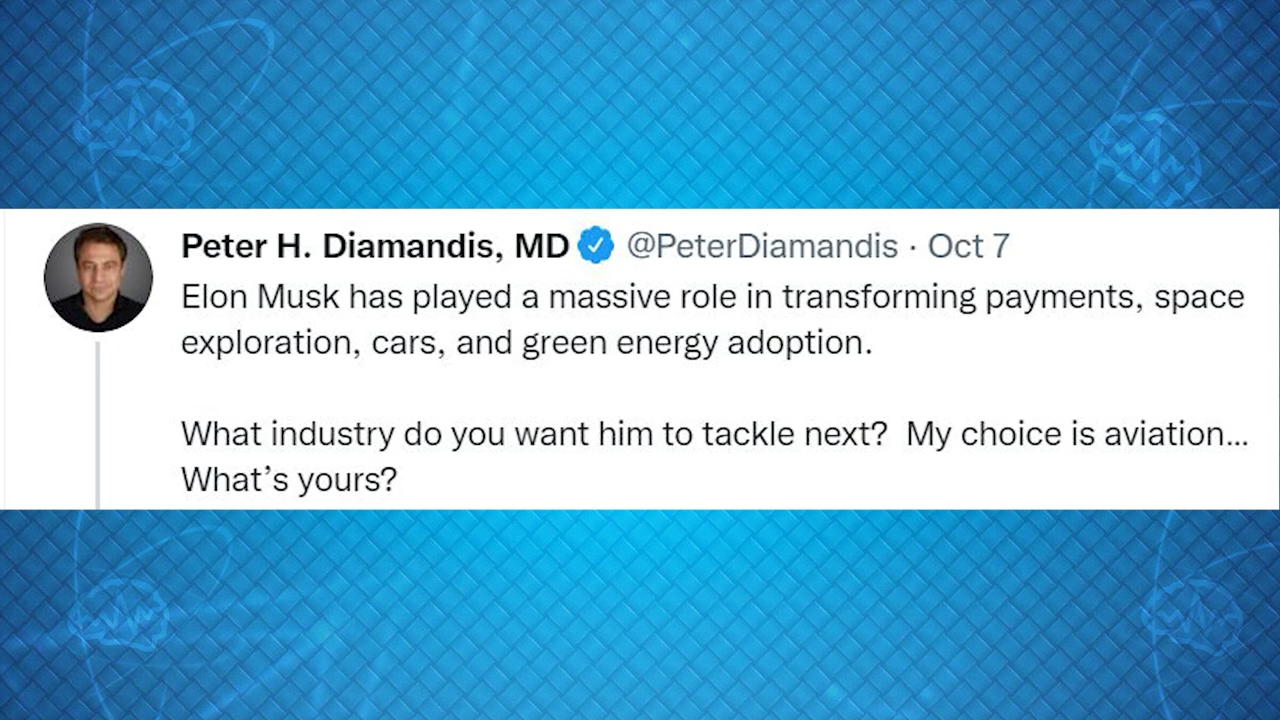 Peter H. Diamandis, MD @PeterDiamandis · Oct 7
Elon Musk has played a massive role in transforming payments, space
exploration, cars, and green energy adoption.
What industry do you want him to tackle next?  My choice is aviation...
What’s yours?